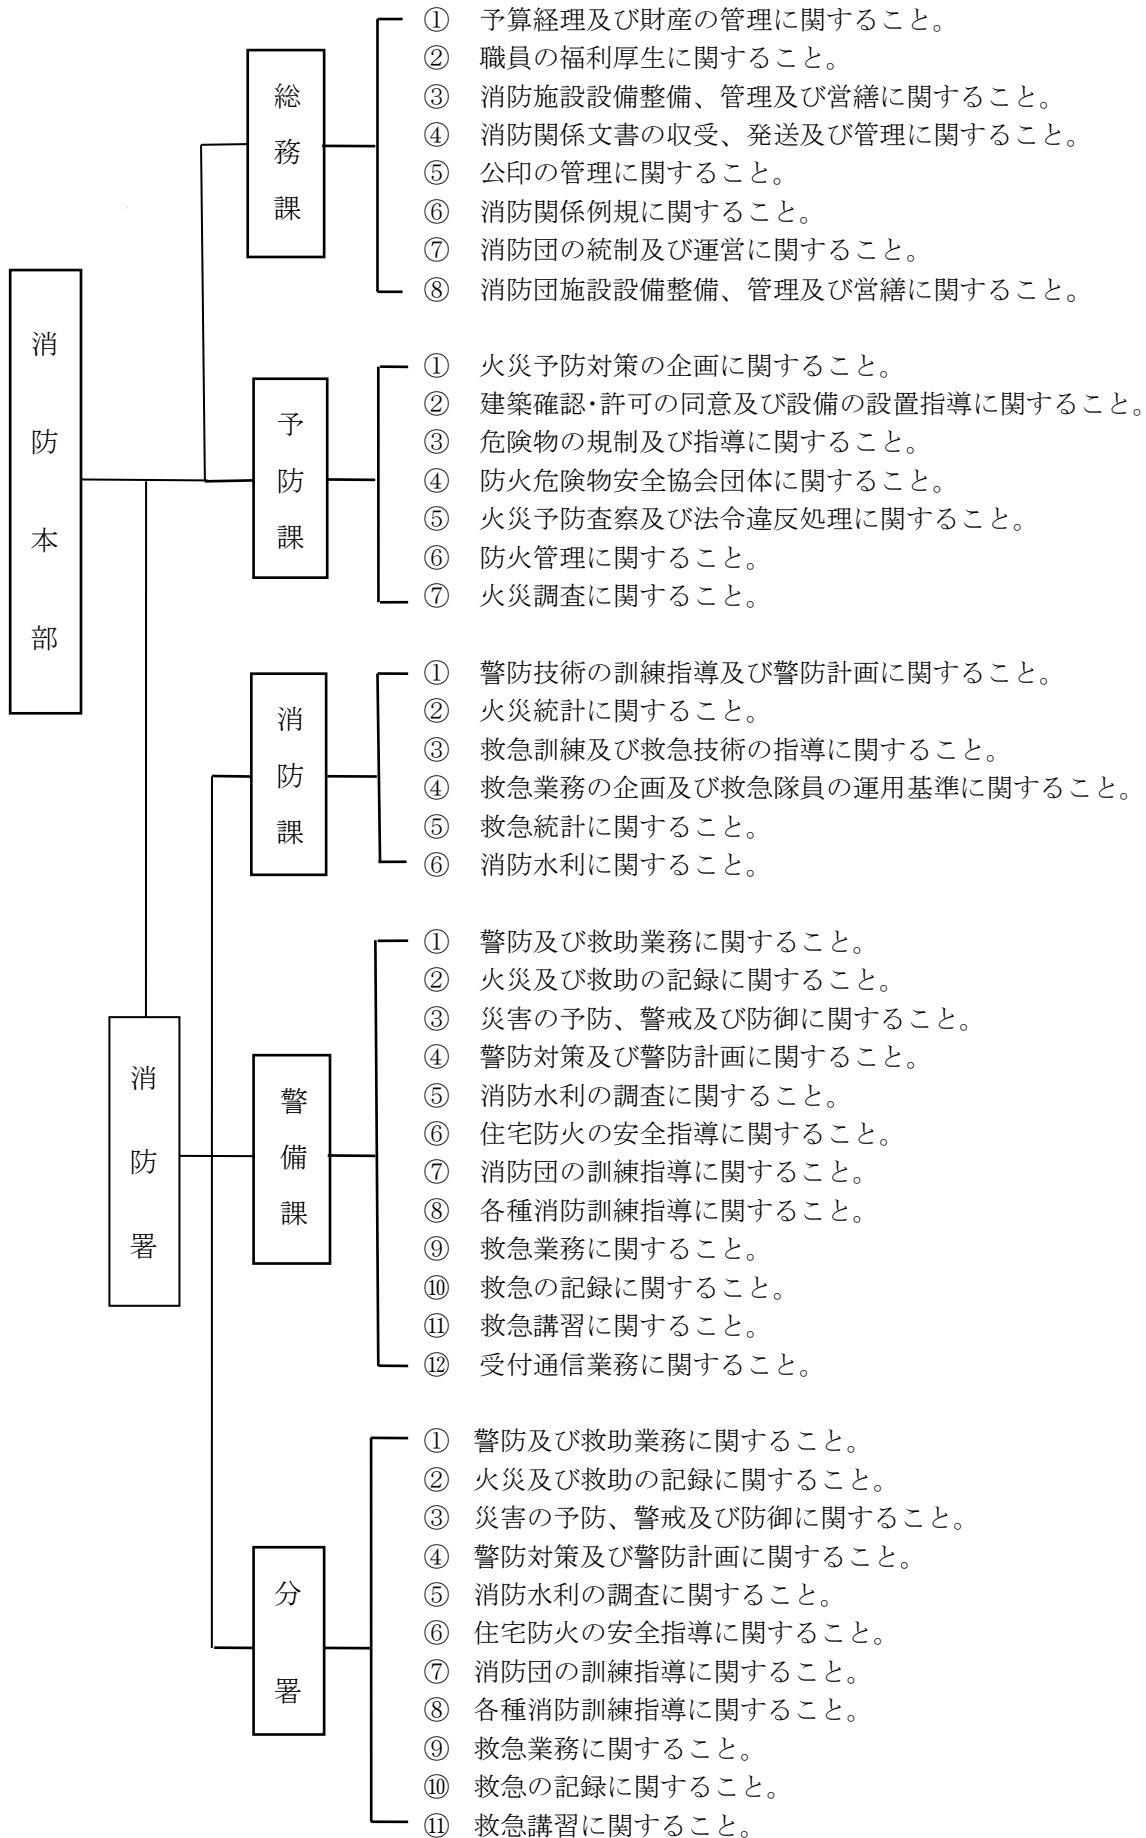 消防本部
総務課
① 予算経理及び財産の管理に関すること。
② 職員の福利厚生に関すること。
③ 消防施設設備整備、管理及び営繕に関すること。
④ 消防関係文書の収受、発送及び管理に関すること。
⑤ 公印の管理に関すること。
⑥ 消防関係例規に関すること。
⑦ 消防団の統制及び運営に関すること。
⑧ 消防団施設設備整備、管理及び営繕に関すること。
予防課
① 火災予防対策の企画に関すること。
② 建築確認・許可の同意及び設備の設置指導に関すること。
③ 危険物の規制及び指導に関すること。
④ 防火危険物安全協会団体に関すること。
⑤ 火災予防査察及び法令違反処理に関すること。
⑥ 防火管理に関すること。
⑦ 火災調査に関すること。
消防署
消防課
① 警防技術の訓練指導及び警防計画に関すること。
② 火災統計に関すること。
③ 救急訓練及び救急技術の指導に関すること。
④ 救急業務の企画及び救急隊員の運用基準に関すること。
⑤ 救急統計に関すること。
⑥ 消防水利に関すること。
警備課
① 警防及び救助業務に関すること。
② 火災及び救助の記録に関すること。
③ 災害の予防、警戒及び防御に関すること。
④ 警防対策及び警防計画に関すること。
⑤ 消防水利の調査に関すること。
⑥ 住宅防火の安全指導に関すること。
⑦ 消防団の訓練指導に関すること。
⑧ 各種消防訓練指導に関すること。
⑨ 救急業務に関すること。
⑩ 救急の記録に関すること。
⑪ 救急講習に関すること。
⑫ 受付通信業務に関すること。
分署
① 警防及び救助業務に関すること。
② 火災及び救助の記録に関すること。
③ 災害の予防、警戒及び防御に関すること。
④ 警防対策及び警防計画に関すること。
⑤ 消防水利の調査に関すること。
⑥ 住宅防火の安全指導に関すること。
⑦ 消防団の訓練指導に関すること。
⑧ 各種消防訓練指導に関すること。
⑨ 救急業務に関すること。
⑩ 救急の記録に関すること。
⑪ 救急講習に関すること。